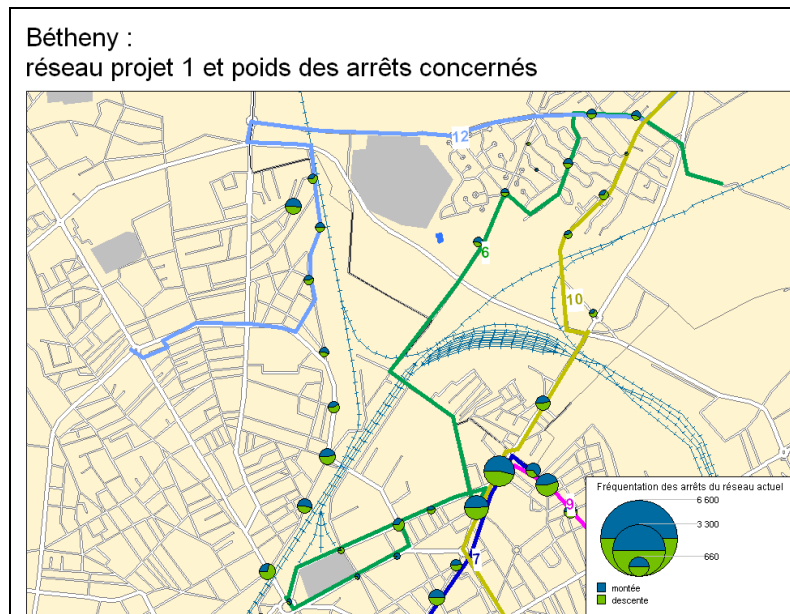 Bétheny :
réseau projet 1 et poids des arrêts concernés
12
6
10
9
7
Fréquentation des arrêts du réseau actuel
6 600
3 300
660
montée
descente